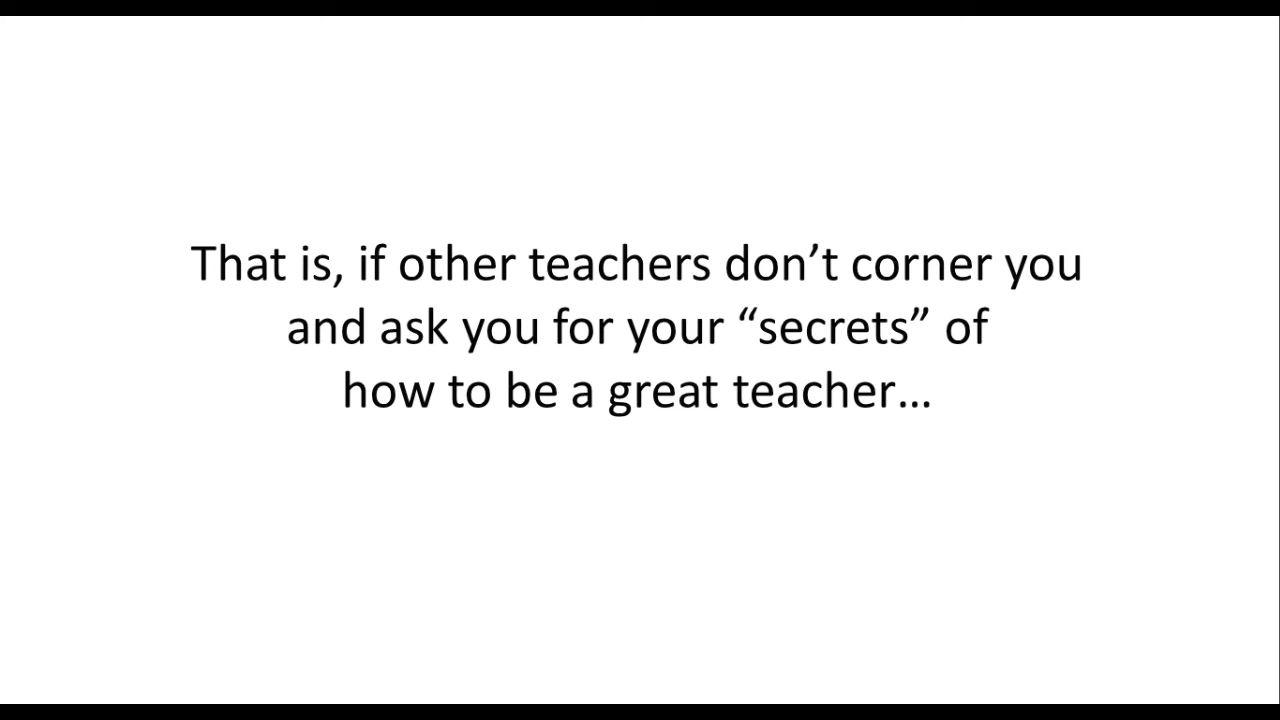 That is, if other teachers don’t corner you
and ask you for your “secrets” of
how to be a great teacher…